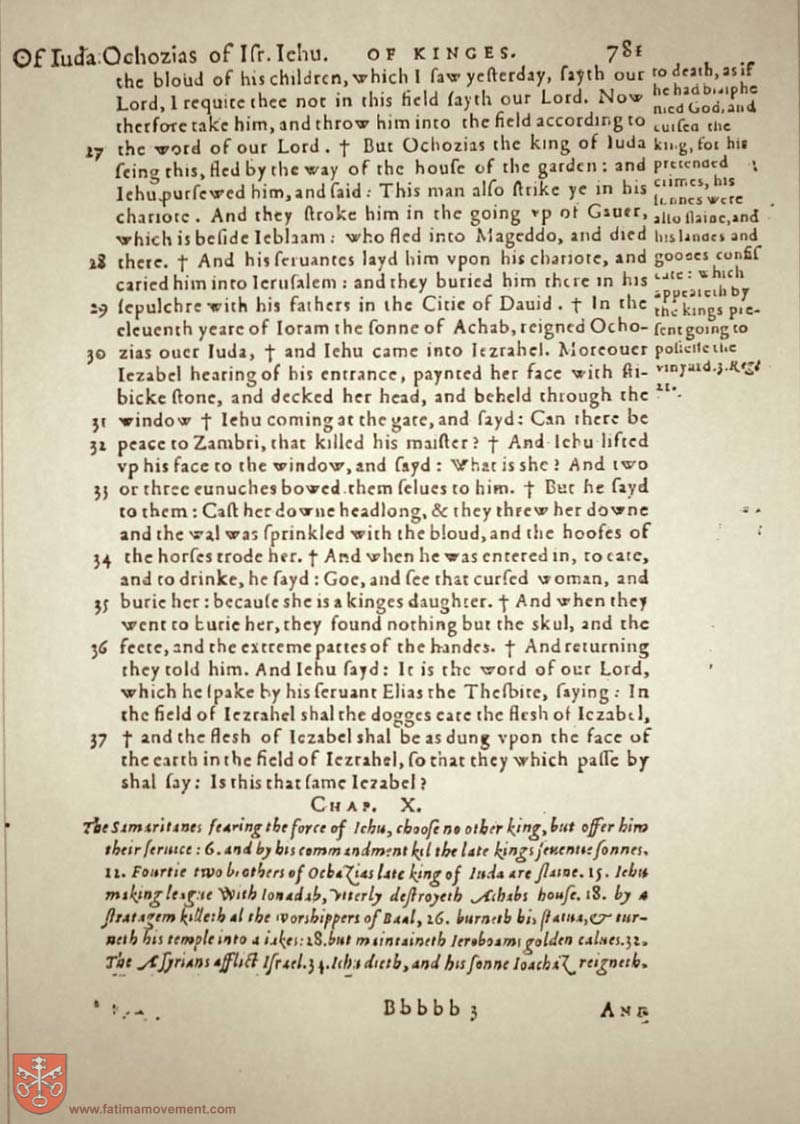 Of Iuda: Ochozias of Iſr. Iehu. OF KINGES. 781
the bloud of his children, which I ſaw yeſterday, ſayth our
Lord, I requite thee not in this field ſayth our Lord. Now
therfore take him, and throw him into the field according to
27 the word of our Lord. † But Ochozias the king of Iuda
ſeing this, fled by the way of the houſe of the garden: and
Iehu purſewed him, and ſaid: This man alſo ſtrike ye in his
chariote. And they ſtroke him in the going vp of Gauer,
which is beſide Ieblaam: who fled into Mageddo, and died
28 there. † And his ſeruantes layd him vpon his chariote, and
caried him into Ieruſalem: and they buried him there in his
29 ſepulchre with his fathers in the Citie of Dauid. † In the
eleuenth yeare of Ioram the ſonne of Achab, reigned Ocho-
30 zias ouer Iuda, † and Iehu came into Iezrahel. Moreouer
Iezabel hearing of his entrance, paynted her face with ſti-
bicke ſtone, and decked her head, and beheld through the
31 window † Iehu coming at the gate, and ſayd: Can there be
32 peace to Zambri, that killed his maiſter? † And Iehu lifted
vp his face to the window, and ſayd: What is she? And two
33 or three eunuches bowed them ſelues to him. † But he ſayd
to them: Caſt her downe headlong, & they threw her downe
and the wal was ſprinkled with the bloud, and the hoofes of
34 the horſes trode her. † And when he was entered in, to eate,
and to drinke, he ſayd: Goe, and ſee that curſed woman, and
35 burie her: becauſe she is a kinges daughter. † And when they
went to burie her, they found nothing but the skul, and the
36 feete, and the extreme partes of the handes. † And returning
they told him. And Iehu ſayd: It is the word of our Lord,
which he ſpake by his ſeruant Elias the Theſbite, ſaying: In
the field of Iezrahel shal the dogges eate the flesh of Iezabel,
37 † and the flesh of Iezabel shal be as dung vpon the face of
the earth in the field of Iezrahel, ſo that they which paſſe by
shal ſay: Is this that ſame Iezabel?
to death, as if
he had blaſphe
med God, and
curſed the
king, for his
pretended
crimes, his
ſonnes were
alſo ſlaine, and
his landes and
goodes confiſ
cate: which
appeareth by
the kings pre-
ſent going to
poſſeſſe the
vinyard. 3. Reg.
21.
CHAP. X.
The Samaritanes fearing the force of Iehu, chooſe no other king, but offer him
their ſeruice: 6. and by his commandment kil the late kings ſeuentie ſonnes.
12. Fourtie two brothers of Ochazias late king of Iuda are ſlaine. 15. Iehu
making league with Ionadab, vtterly deſtroyeth Achabs houſe. 18. by a
ſtratagem killeth al the worshippers of Baal, 26. burneth his ſtatua, & tur-
neth his temple into a iakes: 28. but maintaineth Ieroboams golden calues. 32.
The Aſſyrians afflict Iſrael. 34. Iehu dieth, and his ſonne Ioachaz reigneth.
Bbbbb 3 AND
www.fatimamovement.com